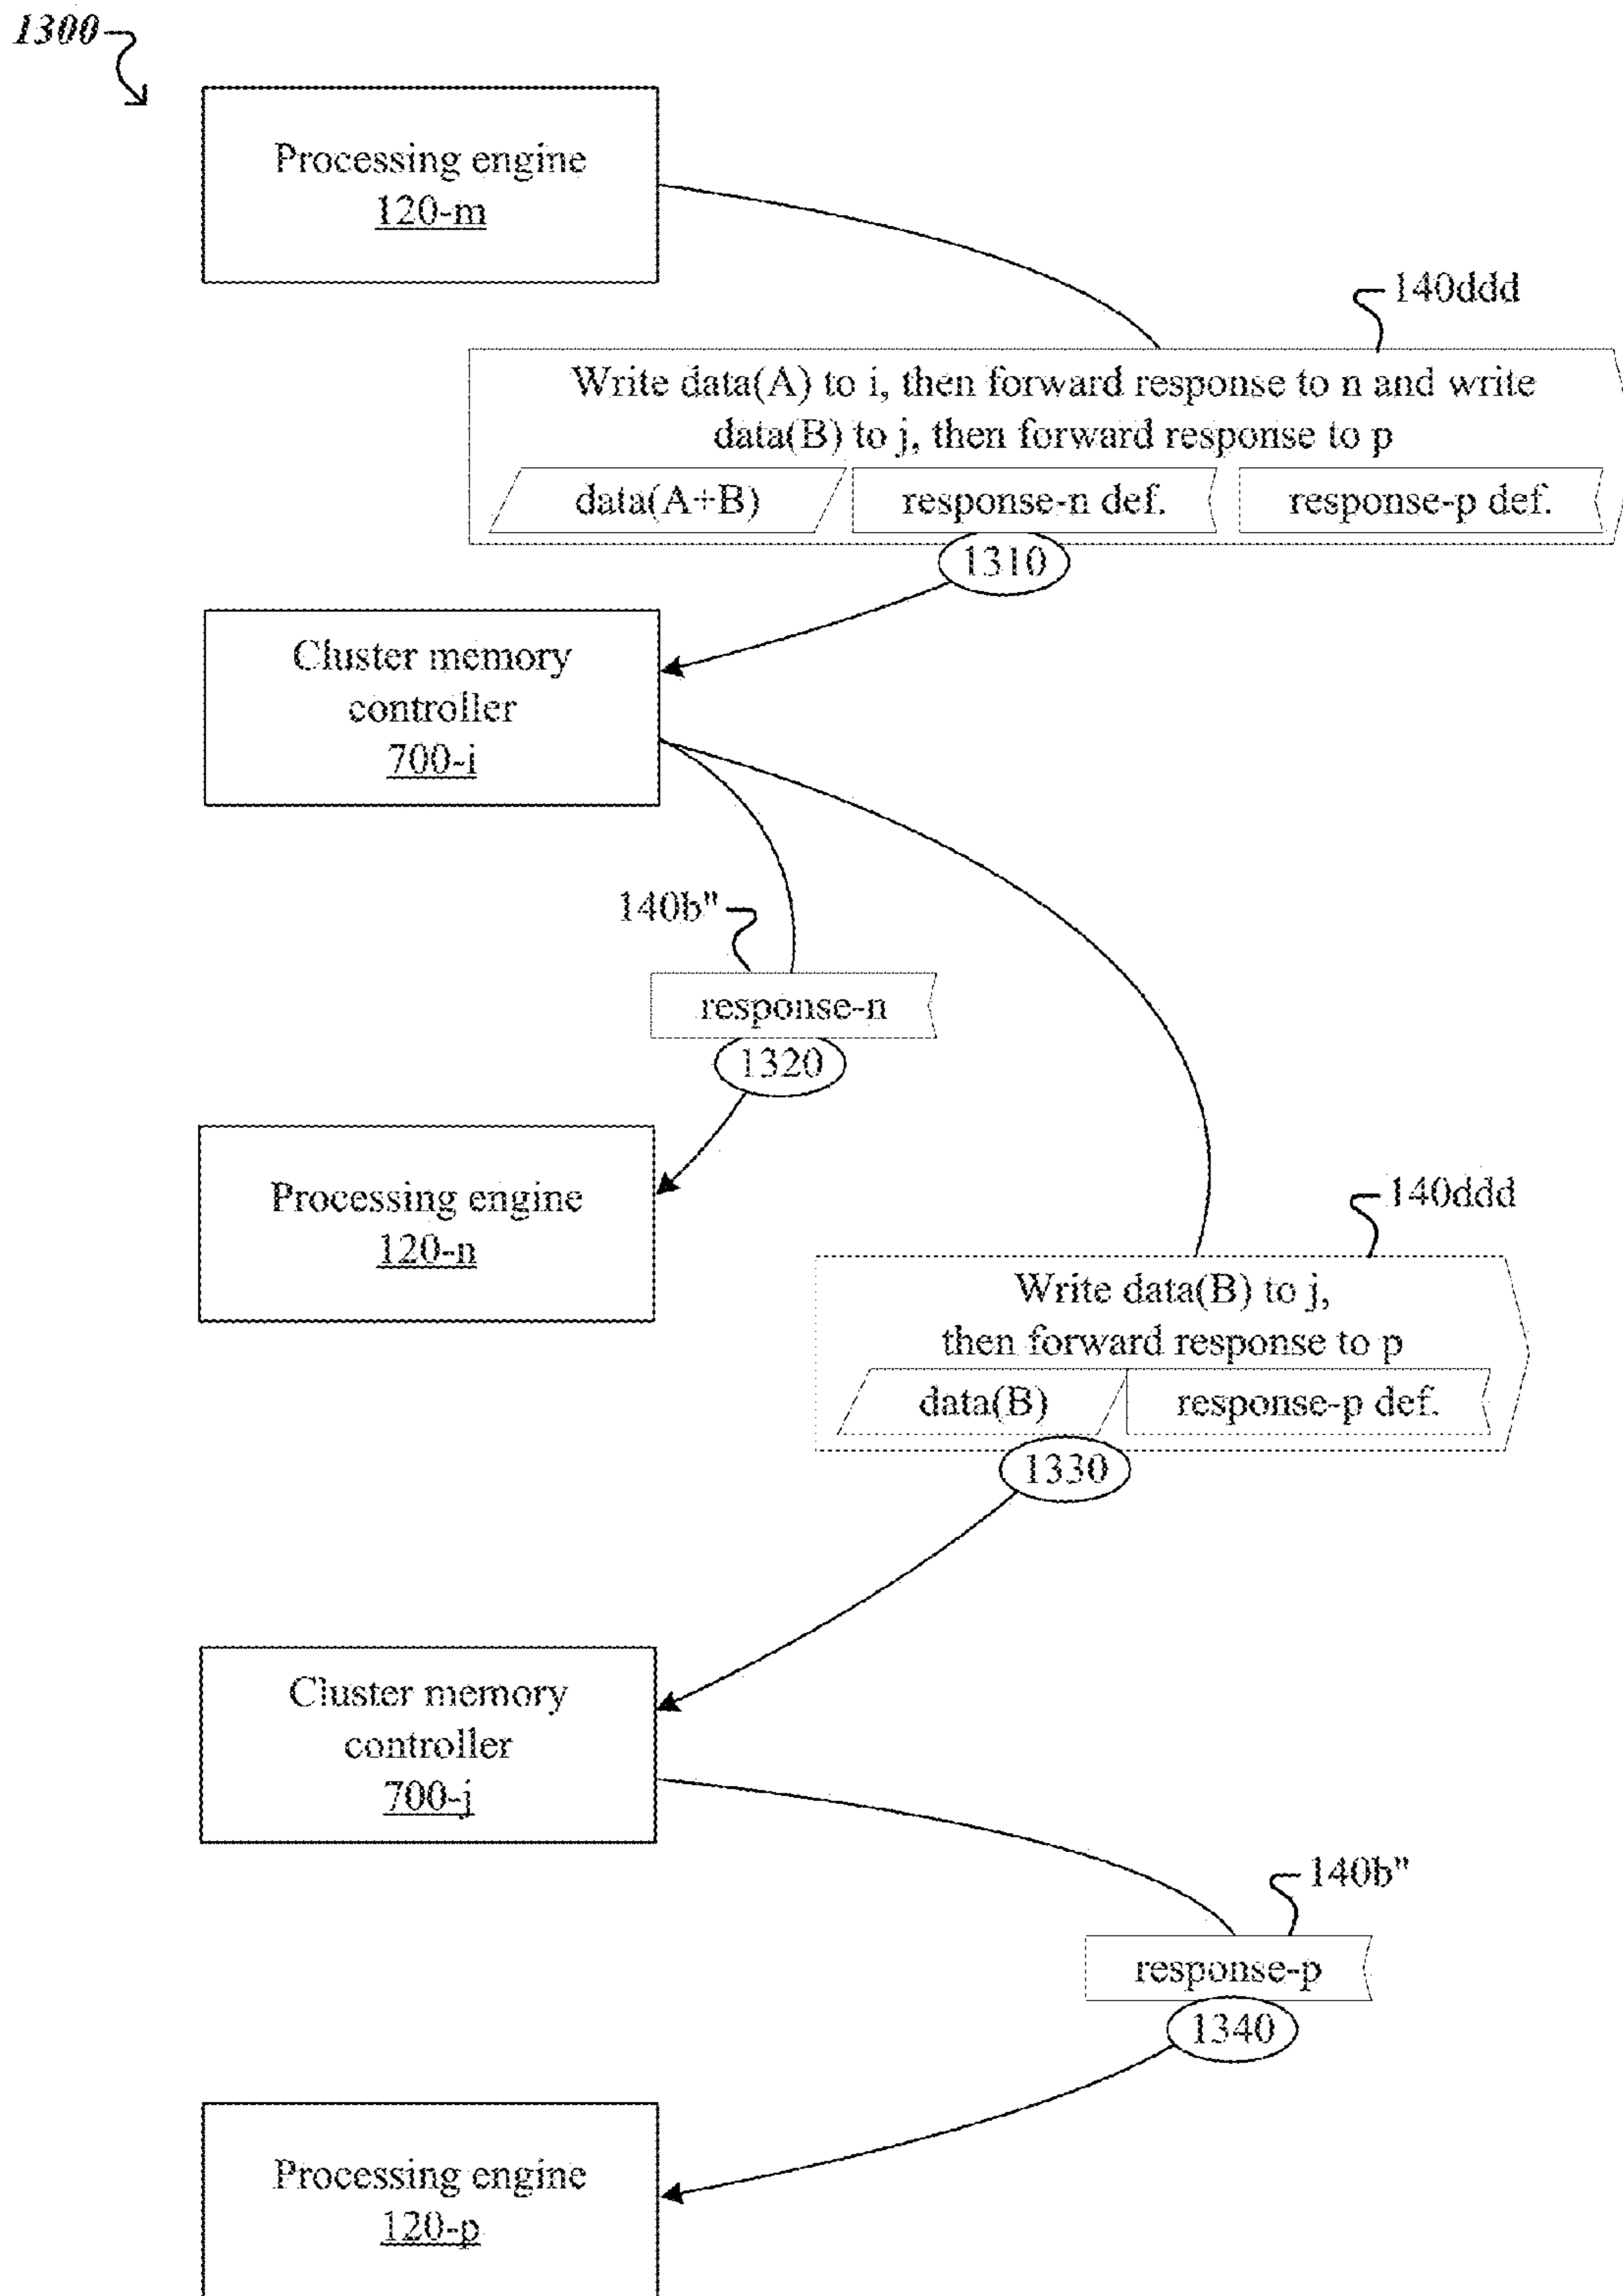 1300
Processing engine
120-m
140ddd
Write data(A) to i, then forward response to n and write
data(B) to j, then forward response to p
data(A+B)
response-n def.
response-p def.
1310
Cluster memory
controller
700-i
140b"
response-n
1320
Processing engine
120-n
140ddd
Write data(B) to j,
then forward response to p
data(B)
response-p def.
1330
Cluster memory
controller
700-j
140b"
response-p
1340
Processing engine
120-p